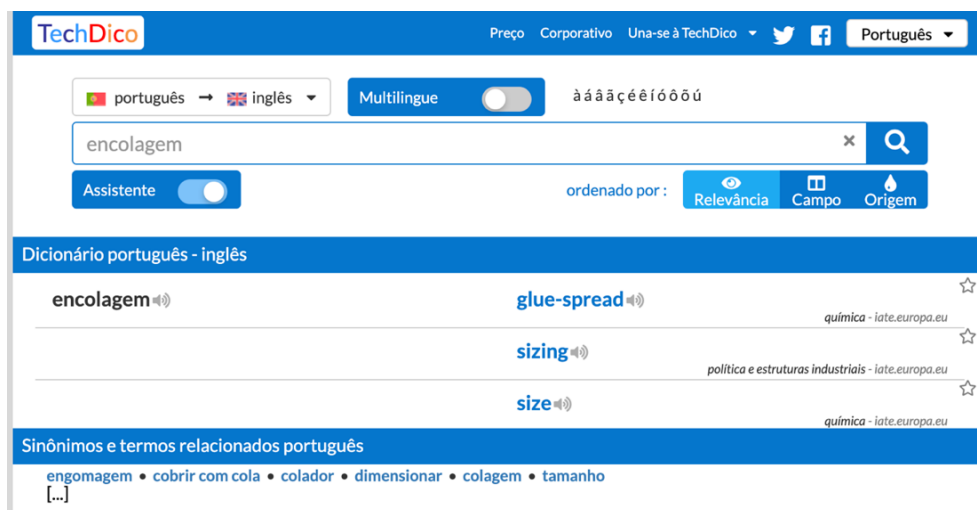 TechDico Preço Corporativo Una-se à TechDico Português
português → inglês Multilingue à á â ã ç é ê í ó ô õ ú
encolagem ×
Assistente ordenado por : Relevância Campo Origem
Dicionário português - inglês
encolagem glue-spread
química - iate.europa.eu
sizing
política e estruturas industriais - iate.europa.eu
size
química - iate.europa.eu
Sinônimos e termos relacionados português
engomagem • cobrir com cola • colador • dimensionar • colagem • tamanho
[...]